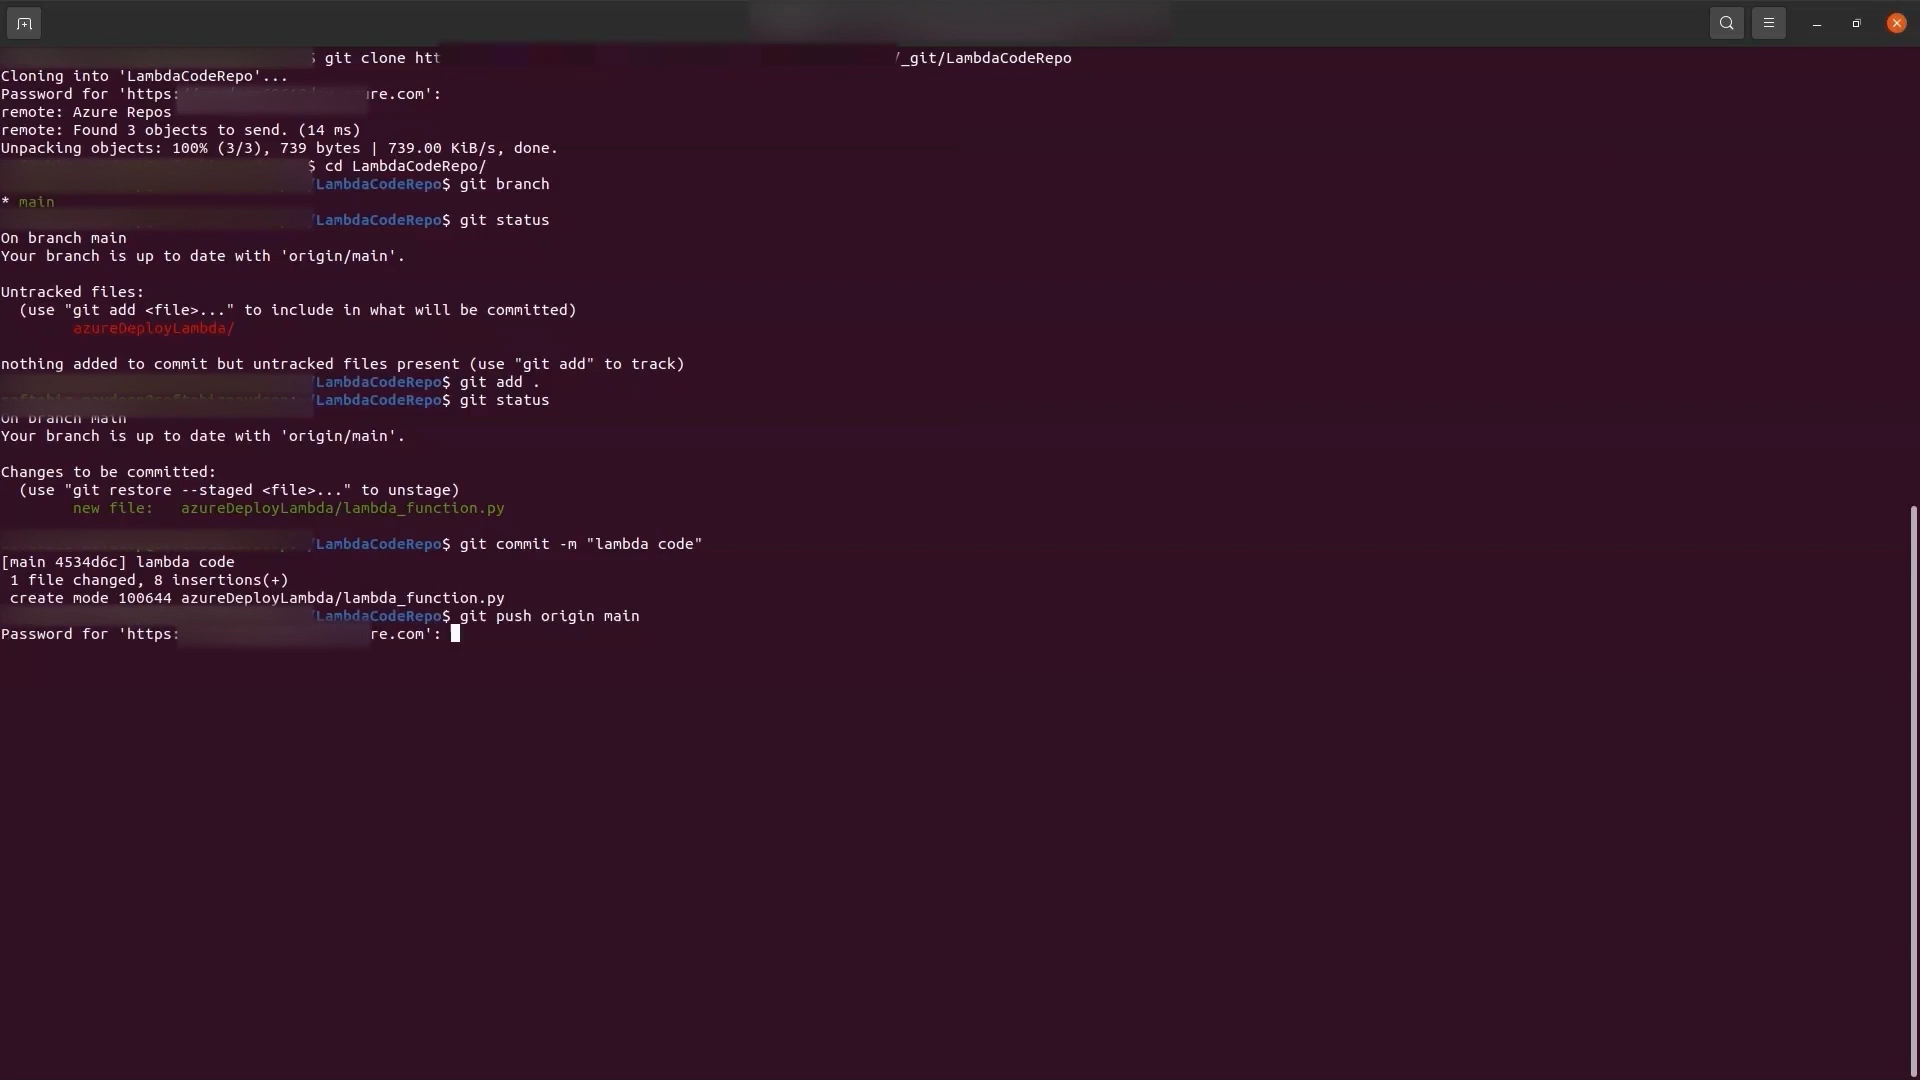 $ git clone htt /_git/LambdaCodeRepo
Cloning into 'LambdaCodeRepo'...
Password for 'https: re.com':
remote: Azure Repos
remote: Found 3 objects to send. (14 ms)
Unpacking objects: 100% (3/3), 739 bytes | 739.00 KiB/s, done.
$ cd LambdaCodeRepo/
/LambdaCodeRepo$ git branch
* main
/LambdaCodeRepo$ git status
On branch main
Your branch is up to date with 'origin/main'.
Untracked files:
(use "git add <file>..." to include in what will be committed)
azureDeployLambda/
nothing added to commit but untracked files present (use "git add" to track)
/LambdaCodeRepo$ git add .
/LambdaCodeRepo$ git status
On branch main
Your branch is up to date with 'origin/main'.
Changes to be committed:
(use "git restore --staged <file>..." to unstage)
new file:   azureDeployLambda/lambda_function.py
/LambdaCodeRepo$ git commit -m "lambda code"
[main 4534d6c] lambda code
1 file changed, 8 insertions(+)
create mode 100644 azureDeployLambda/lambda_function.py
/LambdaCodeRepo$ git push origin main
Password for 'https: re.com':